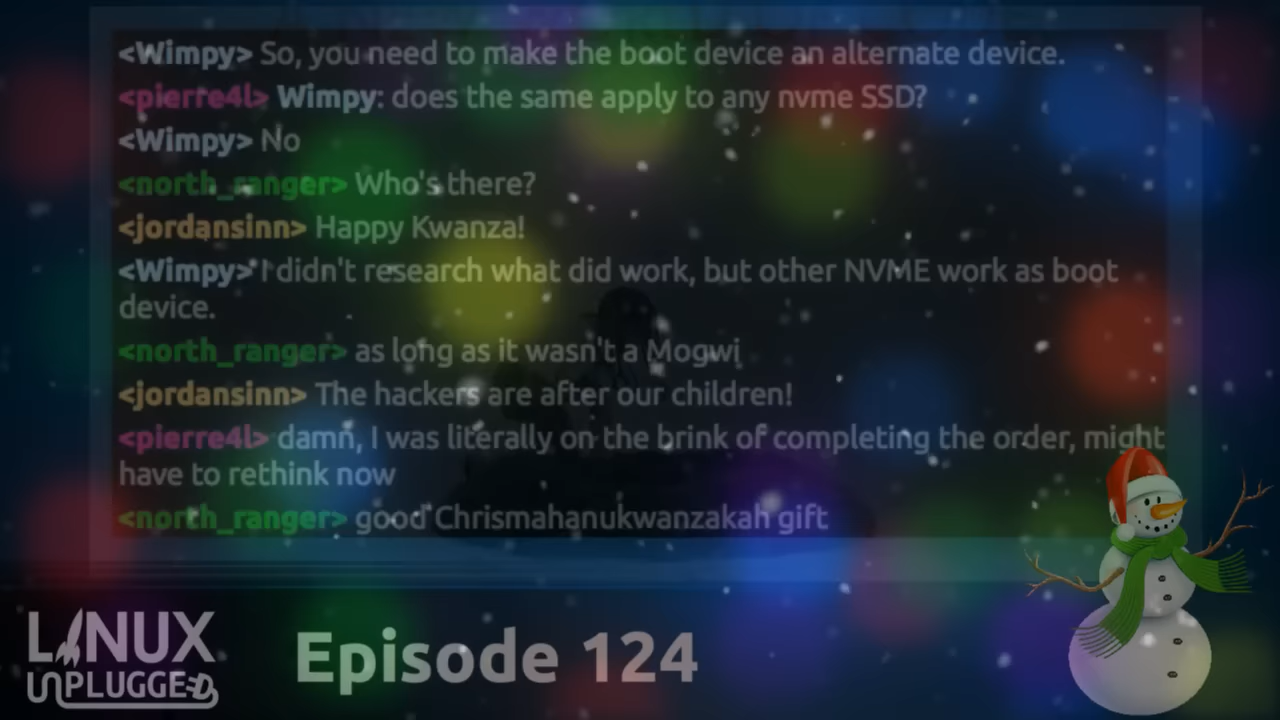 <Wimpy> So, you need to make the boot device an alternate device.
<pierre4l> Wimpy: does the same apply to any nvme SSD?
<Wimpy> No
<north_ranger> Who's there?
<jordansinn> Happy Kwanza!
<Wimpy> I didn't research what did work, but other NVME work as boot
device.
<north_ranger> as long as it wasn't a Mogwi
<jordansinn> The hackers are after our children!
<pierre4l> damn, I was literally on the brink of completing the order, might
have to rethink now
<north_ranger> good Chrismahanukwanzakah gift
LINUX
UNPLUGGED
Episode 124